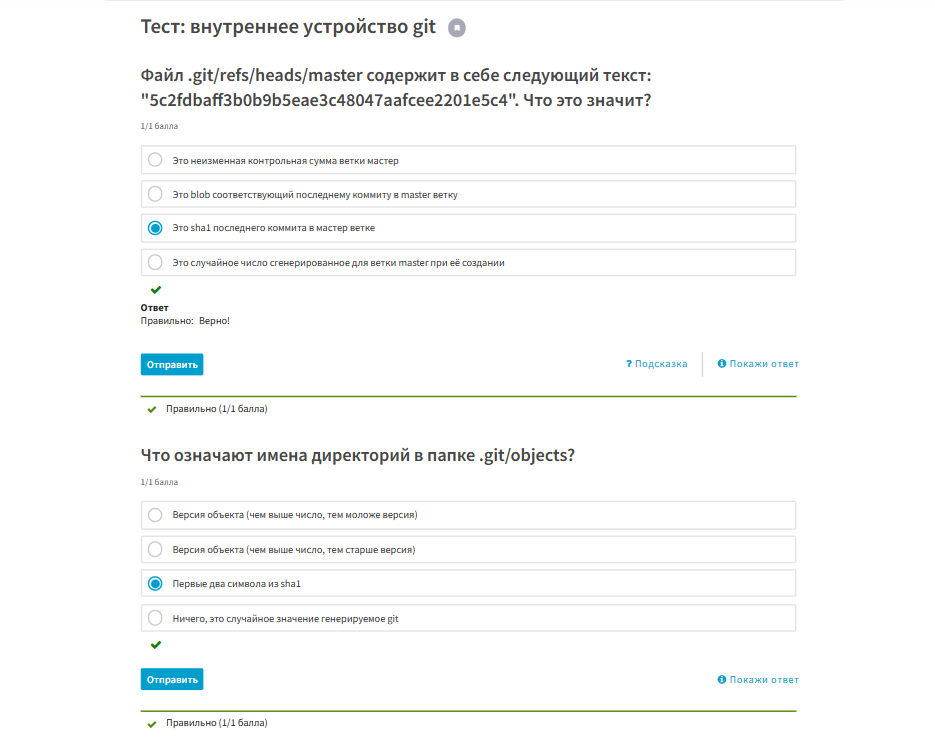 Тест: внутреннее устройство git
Файл .git/refs/heads/master содержит в себе следующий текст:
"5c2fdbaff3b0b9b5eae3c48047aafcee2201e5c4". Что это значит?
1/1 балла
Это неизменная контрольная сумма ветки мастер
Это blob соответствующий последнему коммиту в master ветку
Это sha1 последнего коммита в мастер ветке
Это случайное число сгенерированное для ветки master при её создании
Ответ
Правильно: Верно!
Отправить
? Подсказка
Покажи ответ
Правильно (1/1 балла)
Что означают имена директорий в папке .git/objects?
1/1 балла
Версия объекта (чем выше число, тем моложе версия)
Версия объекта (чем выше число, тем старше версия)
Первые два символа из sha1
Ничего, это случайное значение генерируемое git
Отправить
Покажи ответ
Правильно (1/1 балла)